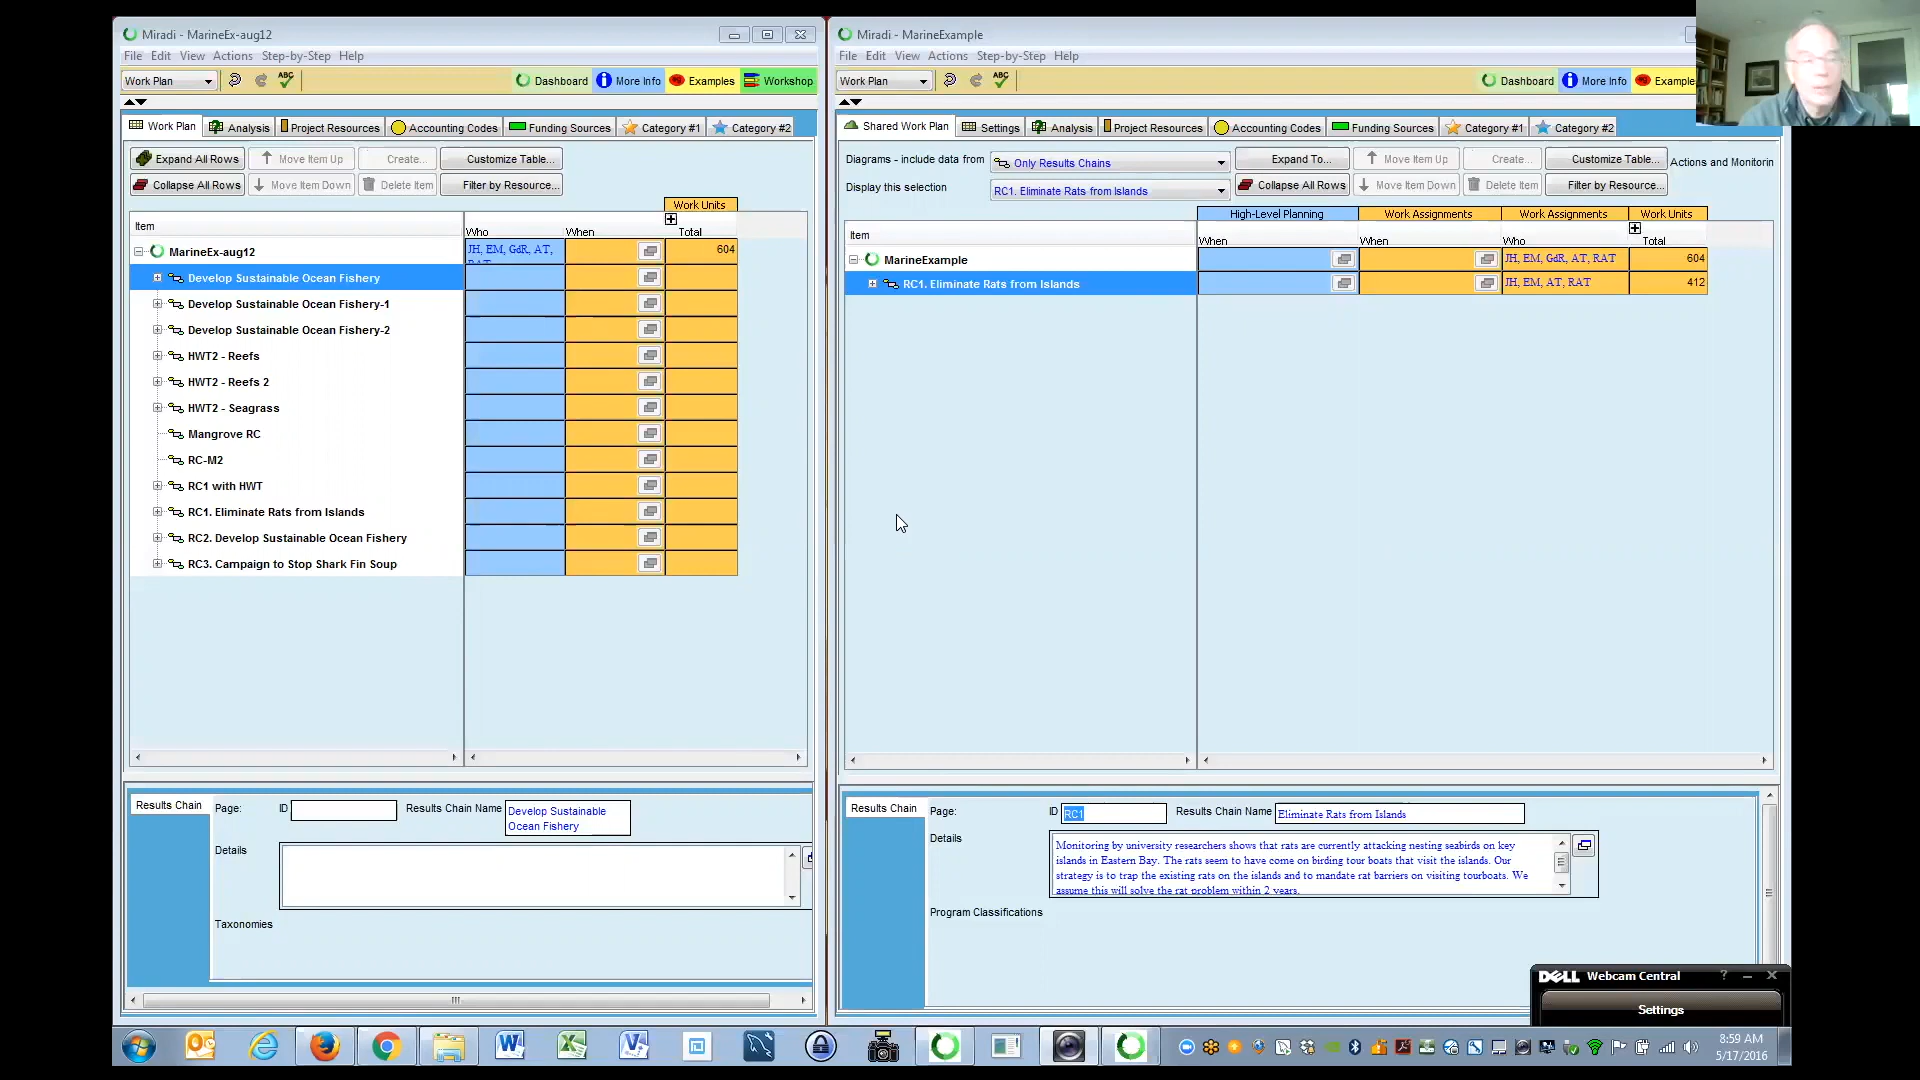 Miradi - MarineEx-aug12
File Edit View Actions Step-by-Step Help
Work Plan
ABC
Dashboard
More Info
Examples
Workshop
Work Plan
Analysis
Project Resources
Accounting Codes
Funding Sources
Category #1
Category #2
Expand All Rows
Move Item Up
Create...
Customize Table...
Collapse All Rows
Move Item Down
Delete Item
Filter by Resource...
Work Units
Item
Who
When
Total
MarineEx-aug12
JH, EM, GdR, AT,
RAT
604
Develop Sustainable Ocean Fishery
Develop Sustainable Ocean Fishery-1
Develop Sustainable Ocean Fishery-2
HWT2 - Reefs
HWT2 - Reefs 2
HWT2 - Seagrass
Mangrove RC
RC-M2
RC1 with HWT
RC1. Eliminate Rats from Islands
RC2. Develop Sustainable Ocean Fishery
RC3. Campaign to Stop Shark Fin Soup
Results Chain
Page:
ID
Results Chain Name
Develop Sustainable
Ocean Fishery
Details
Taxonomies
Miradi - MarineExample
File Edit View Actions Step-by-Step Help
Work Plan
ABC
Dashboard
More Info
Example
Shared Work Plan
Settings
Analysis
Project Resources
Accounting Codes
Funding Sources
Category #1
Category #2
Diagrams - include data from
Only Results Chains
Expand To...
Move Item Up
Create...
Customize Table...
Actions and Monitorin
Display this selection
RC1. Eliminate Rats from Islands
Collapse All Rows
Move Item Down
Delete Item
Filter by Resource...
High-Level Planning
Work Assignments
Work Assignments
Work Units
Item
When
When
Who
Total
MarineExample
JH, EM, GdR, AT, RAT
604
RC1. Eliminate Rats from Islands
JH, EM, AT, RAT
412
Results Chain
Page:
ID
RC1
Results Chain Name
Eliminate Rats from Islands
Details
Monitoring by university researchers shows that rats are currently attacking nesting seabirds on key
islands in Eastern Bay. The rats seem to have come on birding tour boats that visit the islands. Our
strategy is to trap the existing rats on the islands and to mandate rat barriers on visiting tourboats. We
assume this will solve the rat problem within 2 years.
Program Classifications
DELL Webcam Central
?
Settings
8:59 AM
5/17/2016